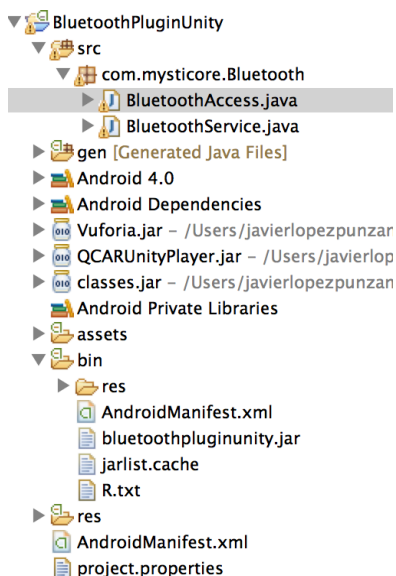 BluetoothPluginUnity
src
com.mysticore.Bluetooth
BluetoothAccess.java
BluetoothService.java
gen [Generated Java Files]
Android 4.0
Android Dependencies
Vuforia.jar – /Users/javierlopezpunzan
QCARUnityPlayer.jar – /Users/javierlop
classes.jar – /Users/javierlopezpunzan
Android Private Libraries
assets
bin
res
AndroidManifest.xml
bluetoothpluginunity.jar
jarlist.cache
R.txt
res
AndroidManifest.xml
project.properties